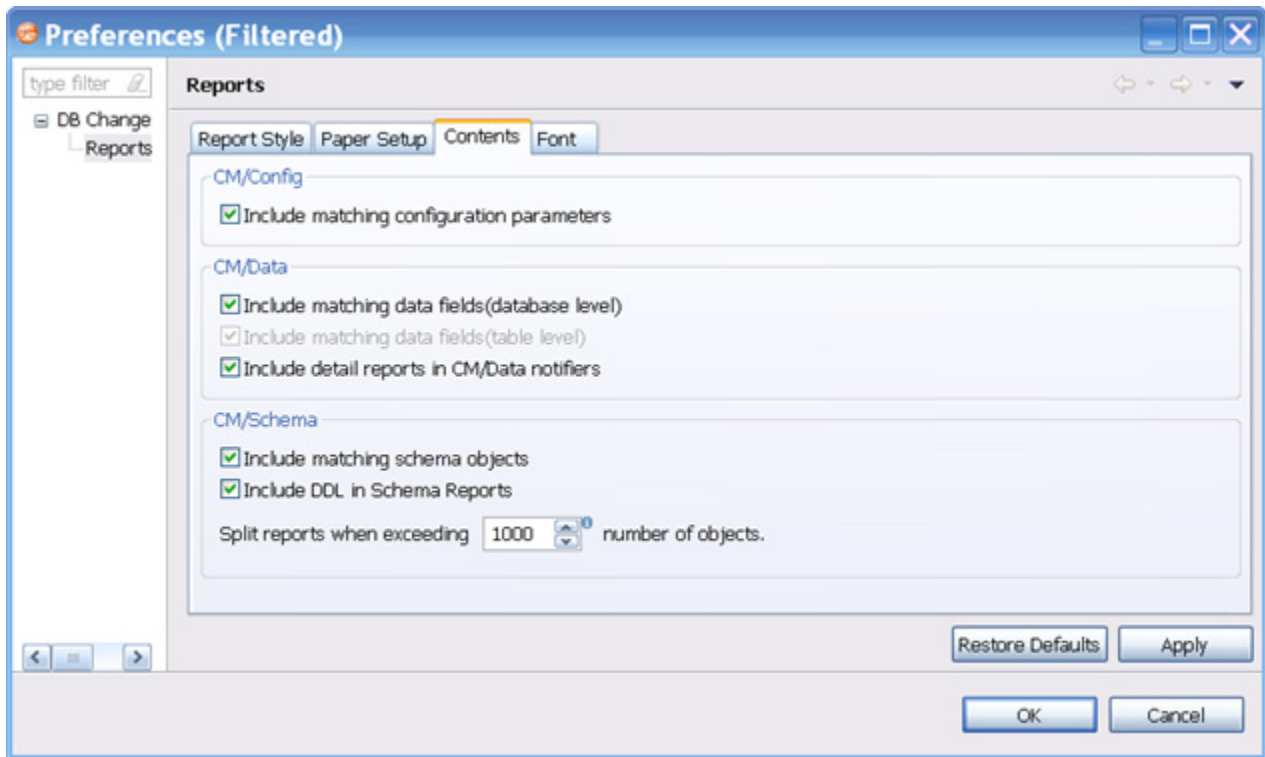 Preferences (Filtered)
type filter
Reports
DB Change
Reports
Report Style
Paper Setup
Contents
Font
CM/Config
Include matching configuration parameters
CM/Data
Include matching data fields(database level)
Include matching data fields(table level)
Include detail reports in CM/Data notifiers
CM/Schema
Include matching schema objects
Include DDL in Schema Reports
Split reports when exceeding 1000 number of objects.
Restore Defaults
Apply
OK
Cancel